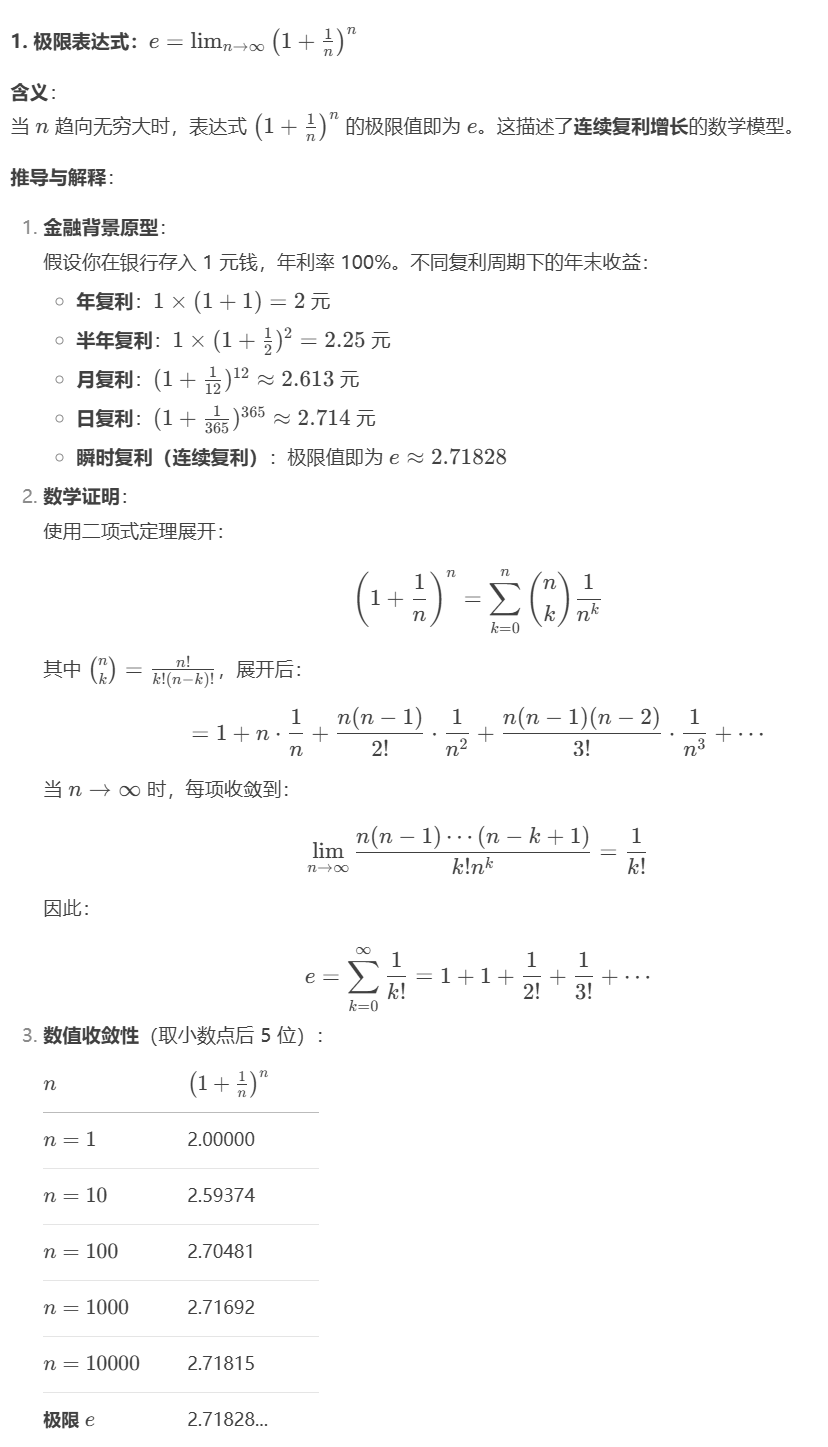 1. 极限表达式：$e = \lim_{n \to \infty} \left(1 + \frac{1}{n}\right)^n$
含义：
当 $n$ 趋向无穷大时，表达式 $\left(1 + \frac{1}{n}\right)^n$ 的极限值即为 $e$。这描述了连续复利增长的数学模型。
推导与解释：
1. 金融背景原型：
假设你在银行存入 1 元钱，年利率 100%。不同复利周期下的年末收益：
○ 年复利：$1 \times (1 + 1) = 2$ 元
○ 半年复利：$1 \times (1 + \frac{1}{2})^2 = 2.25$ 元
○ 月复利：$(1 + \frac{1}{12})^{12} \approx 2.613$ 元
○ 日复利：$(1 + \frac{1}{365})^{365} \approx 2.714$ 元
○ 瞬时复利（连续复利）：极限值即为 $e \approx 2.71828$
2. 数学证明：
使用二项式定理展开：
$\left(1 + \frac{1}{n}\right)^n = \sum_{k=0}^{n} \binom{n}{k} \frac{1}{n^k}$
其中 $\binom{n}{k} = \frac{n!}{k!(n-k)!}$，展开后：
$= 1 + n \cdot \frac{1}{n} + \frac{n(n-1)}{2!} \cdot \frac{1}{n^2} + \frac{n(n-1)(n-2)}{3!} \cdot \frac{1}{n^3} + \cdots$
当 $n \to \infty$ 时，每项收敛到：
$\lim_{n \to \infty} \frac{n(n-1)\cdots(n-k+1)}{k!n^k} = \frac{1}{k!}$
因此：
$e = \sum_{k=0}^{\infty} \frac{1}{k!} = 1 + 1 + \frac{1}{2!} + \frac{1}{3!} + \cdots$
3. 数值收敛性（取小数点后 5 位）：
$n$ $\left(1 + \frac{1}{n}\right)^n$
$n = 1$ 2.00000
$n = 10$ 2.59374
$n = 100$ 2.70481
$n = 1000$ 2.71692
$n = 10000$ 2.71815
极限 $e$ 2.71828...